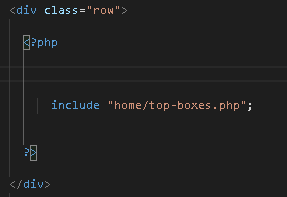 <div class="row">
<?php
include "home/top-boxes.php";
?>
</div>